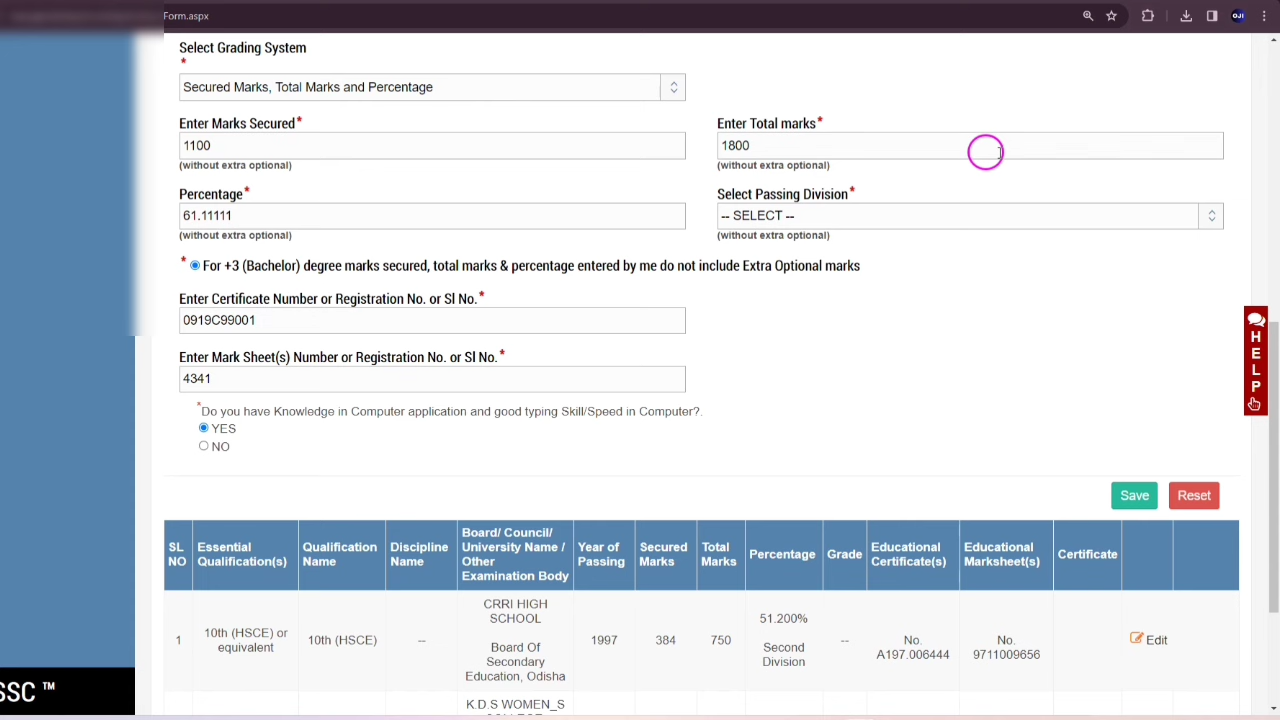 Form.aspx
OJI
Select Grading System
*
Secured Marks, Total Marks and Percentage
Enter Marks Secured*
Enter Total marks*
1100
1800
(without extra optional)
(without extra optional)
Percentage*
Select Passing Division*
61.11111
-- SELECT --
(without extra optional)
(without extra optional)
* For +3 (Bachelor) degree marks secured, total marks & percentage entered by me do not include Extra Optional marks
Enter Certificate Number or Registration No. or Sl No.*
0919C99001
HELP
Enter Mark Sheet(s) Number or Registration No. or Sl No.*
4341
*Do you have Knowledge in Computer application and good typing Skill/Speed in Computer?.
YES
NO
Save
Reset
SL NO
Essential Qualification(s)
Qualification Name
Discipline Name
Board/ Council/
University Name /
Other
Examination Body
Year of Passing
Secured Marks
Total Marks
Percentage
Grade
Educational Certificate(s)
Educational Marksheet(s)
Certificate
1
10th (HSCE) or
equivalent
10th (HSCE)
--
CRRI HIGH
SCHOOL
Board Of
Secondary
Education, Odisha
1997
384
750
51.200%
Second
Division
--
No.
A197.006444
No.
9711009656
Edit
K.D.S WOMEN_S
SSC ™